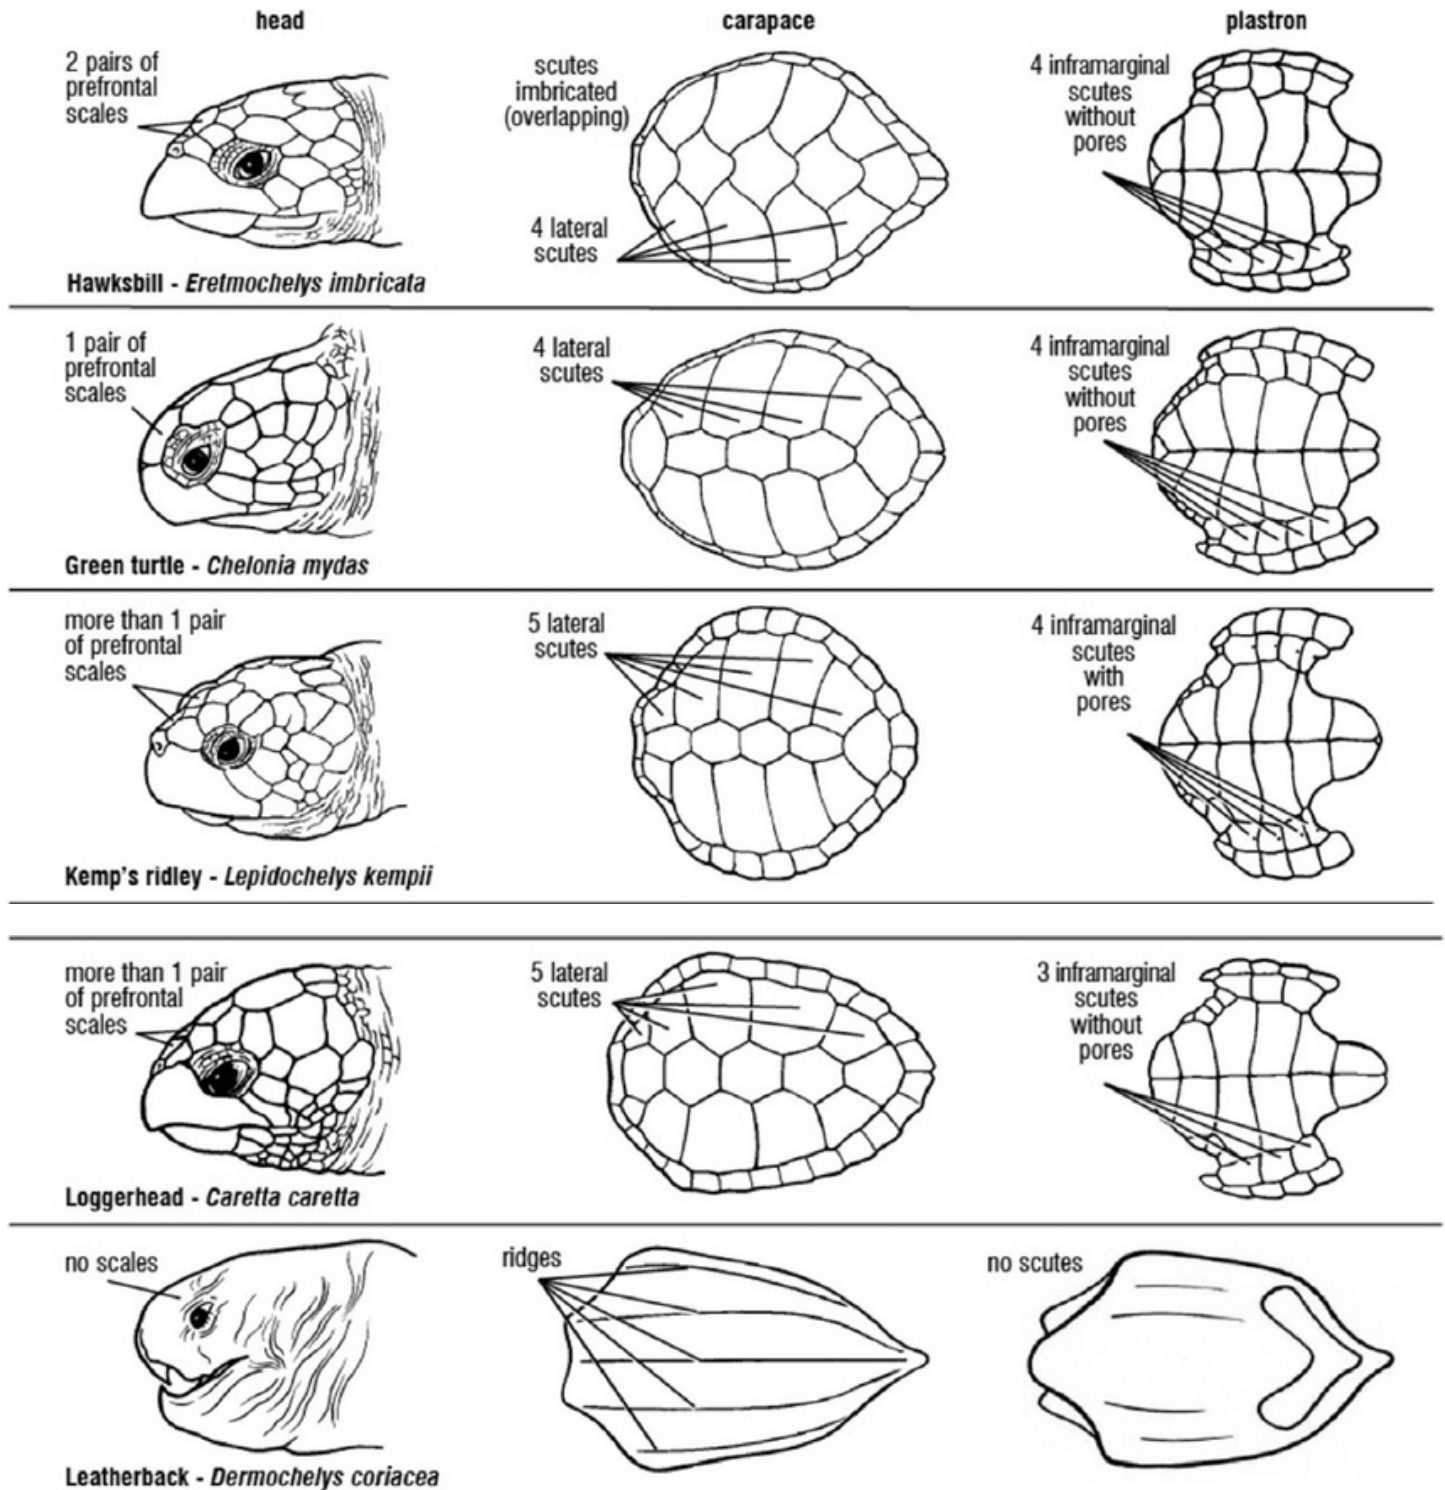 head
carapace
plastron
2 pairs of
prefrontal
scales
scutes
imbricated
(overlapping)
4 lateral
scutes
4 inframarginal
scutes
without
pores
Hawksbill - Eretmochelys imbricata
1 pair of
prefrontal
scales
4 lateral
scutes
4 inframarginal
scutes
without
pores
Green turtle - Chelonia mydas
more than 1 pair
of prefrontal
scales
5 lateral
scutes
4 inframarginal
scutes
with
pores
Kemp's ridley - Lepidochelys kempii
more than 1 pair
of prefrontal
scales
5 lateral
scutes
3 inframarginal
scutes
without
pores
Loggerhead - Caretta caretta
no scales
ridges
no scutes
Leatherback - Dermochelys coriacea